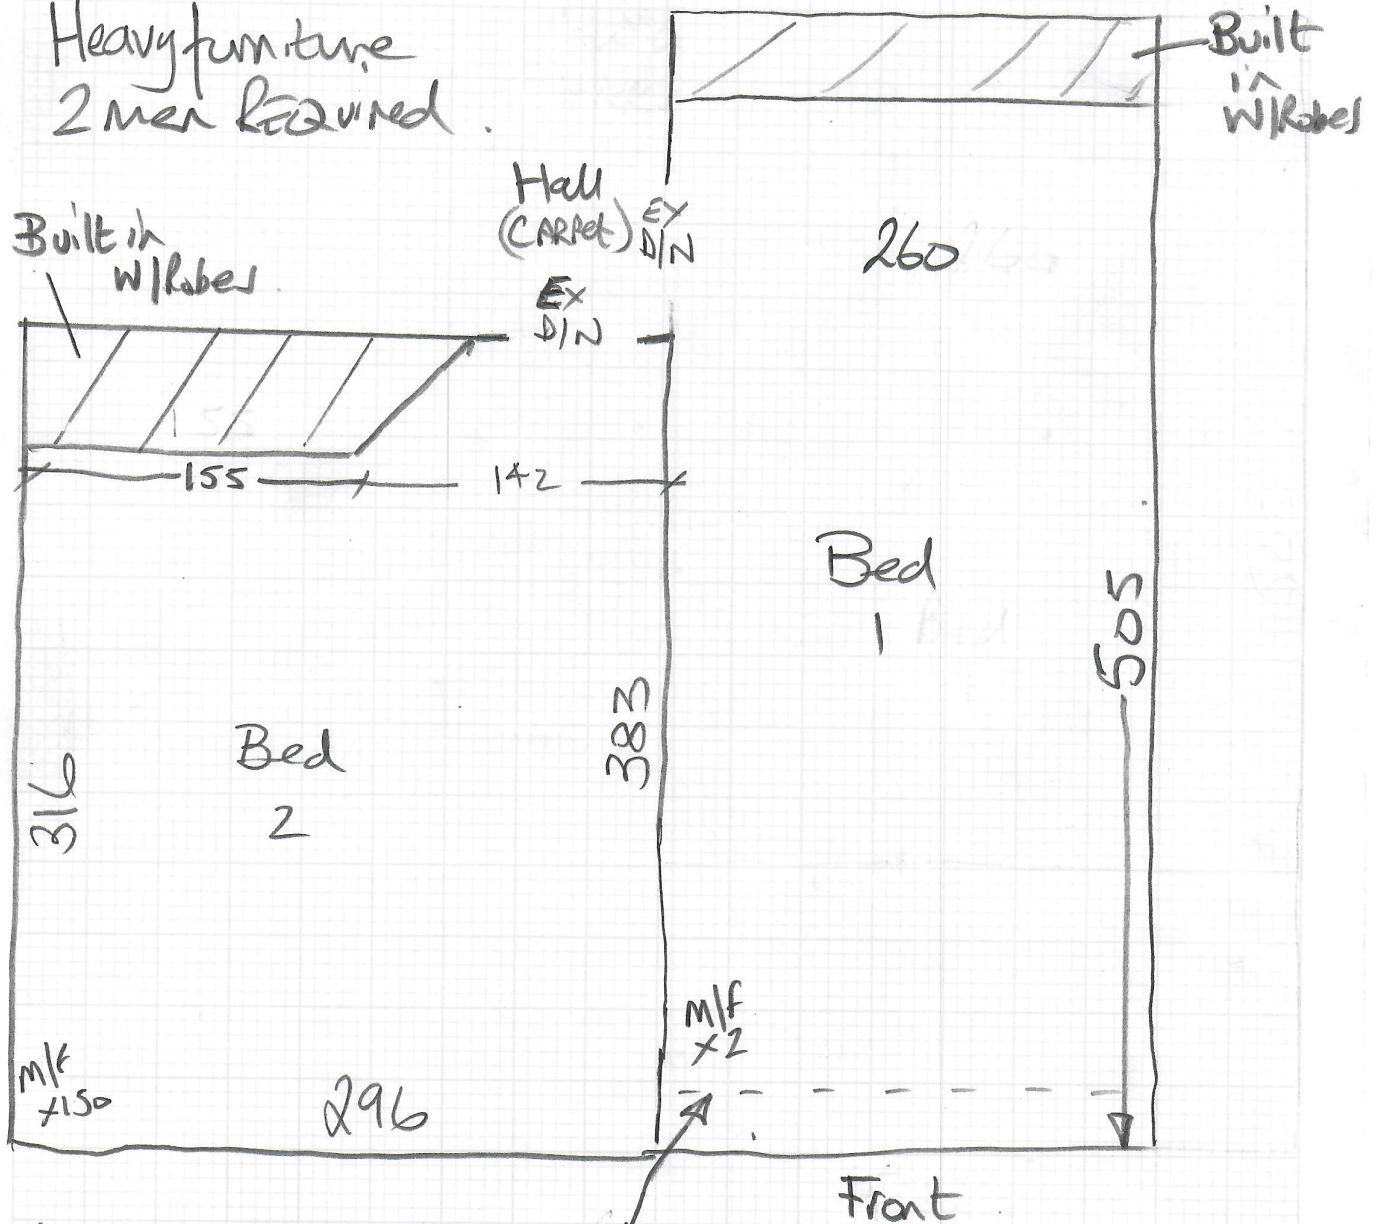 Heavy furniture
2 men REQuired.
Built
in
W/Robes
Hall
(CARPet)
EX
D/N
260
Built in
W/Robes
EX
D/N
155
142
Bed
1
505
383
Bed
2
316
M/F
x2
M/F
x150
296
Front